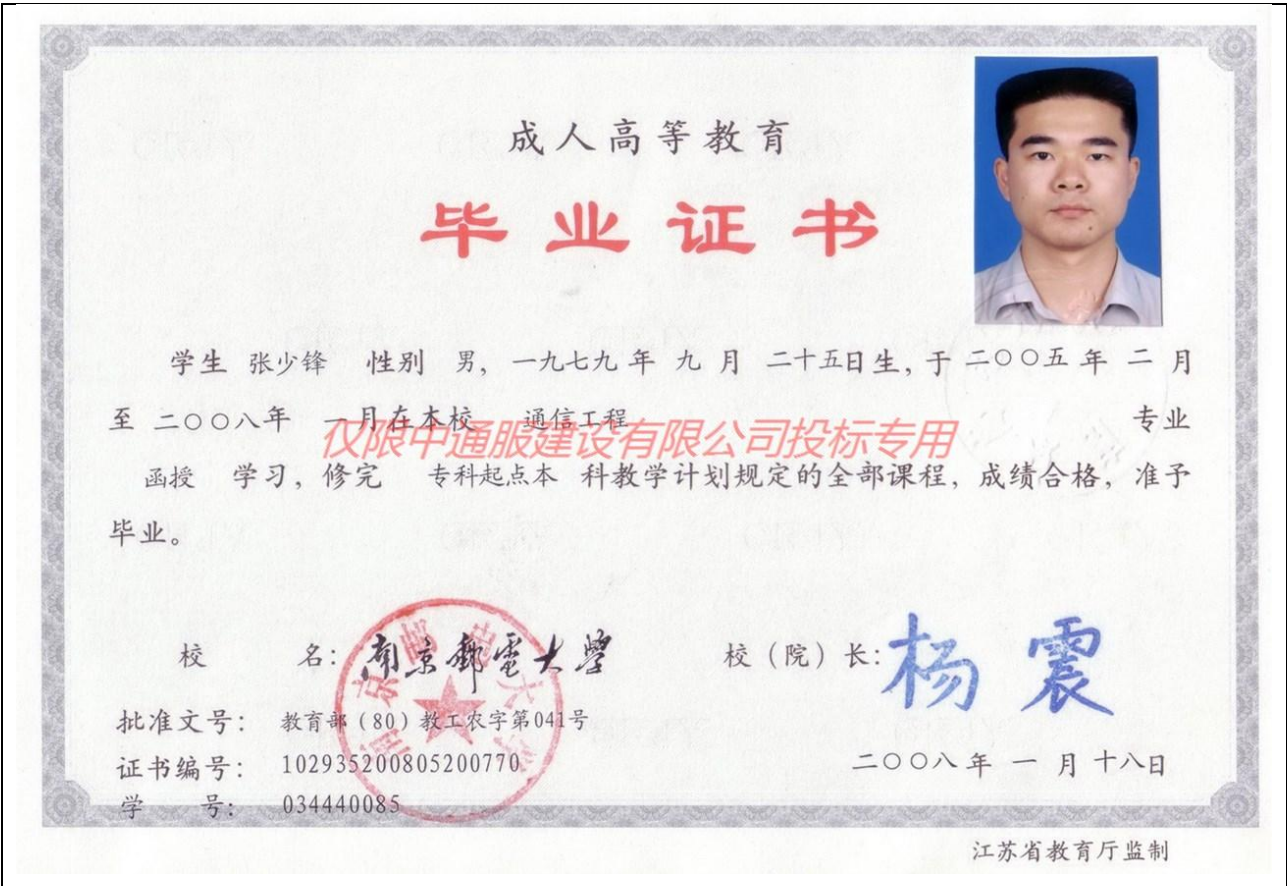 成人高等教育
毕业证书
学生 张少锋 性别 男, 一九七九 年 九 月 二十五日生, 于 二〇〇五 年 二 月
至 二〇〇八年 一月在本校 通信工程 专业
仅限中通服建设有限公司投标专用
函授 学习, 修完 专科起点本 科教学计划规定的全部课程, 成绩合格, 准予
毕业。
校 名: 南京郵電大學
校(院)长: 杨震
南京邮电大学
批准文号: 教育部(80)教工农字第041号
证书编号: 102935200805200770
二〇〇八 年 一 月 十八日
学 号: 034440085
江苏省教育厅监制